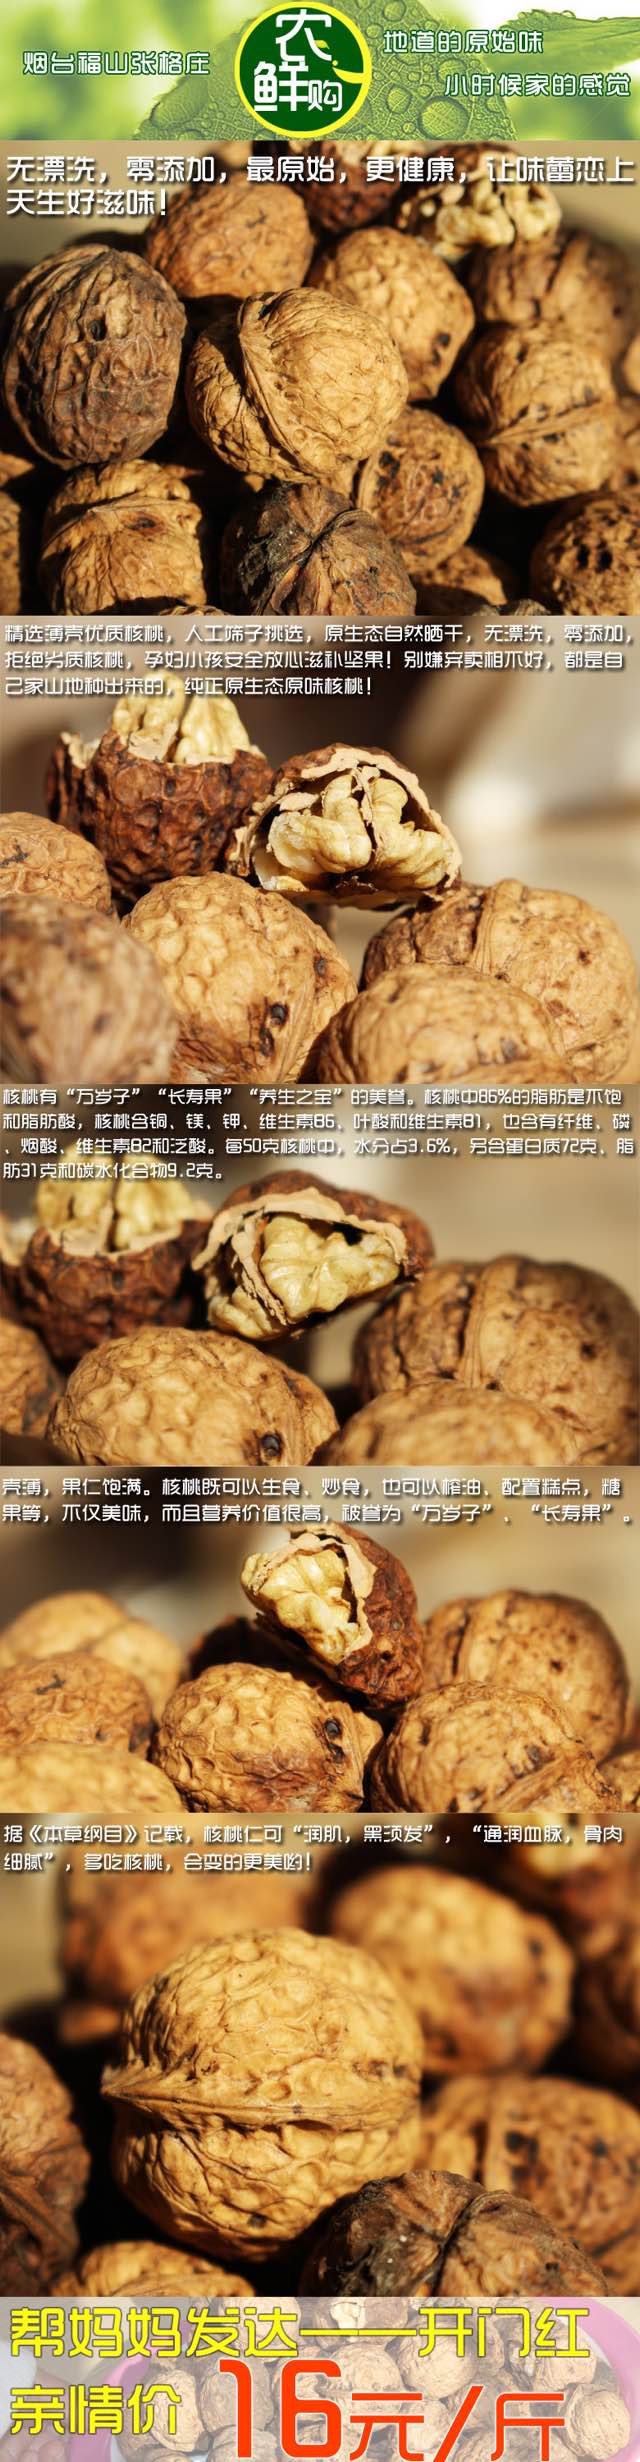 烟台福山张格庄
农
鲜购
地道的原始味
小时候家的感觉
无漂洗，零添加，最原始，更健康，让味蕾恋上
天生好滋味！
精选薄壳优质核桃，人工筛子挑选，原生态自然晒干，无漂洗，零添加，
拒绝劣质核桃，孕妇小孩安全放心滋补坚果！别嫌弃卖相不好，都是自
己家山地种出来的，纯正原生态原味核桃！
核桃有“万岁子”“长寿果”“养生之宝”的美誉。核桃中86%的脂肪是不饱
和脂肪酸，核桃含铜、镁、钾、维生素B6、叶酸和维生素B1，也含有纤维、磷
、烟酸、维生素B2和泛酸。每50克核桃中，水分占3.6%，另含蛋白质72克、脂
肪31克和碳水化合物9.2克。
壳薄，果仁饱满。核桃既可以生食、炒食，也可以榨油、配置糕点，糖
果等，不仅美味，而且营养价值很高，被誉为“万岁子”、“长寿果”。
据《本草纲目》记载，核桃仁可“润肌，黑须发”，“通润血脉，骨肉
细腻”，多吃核桃，会变的更美哟！
帮妈妈发达——开门红
亲情价 16元/斤